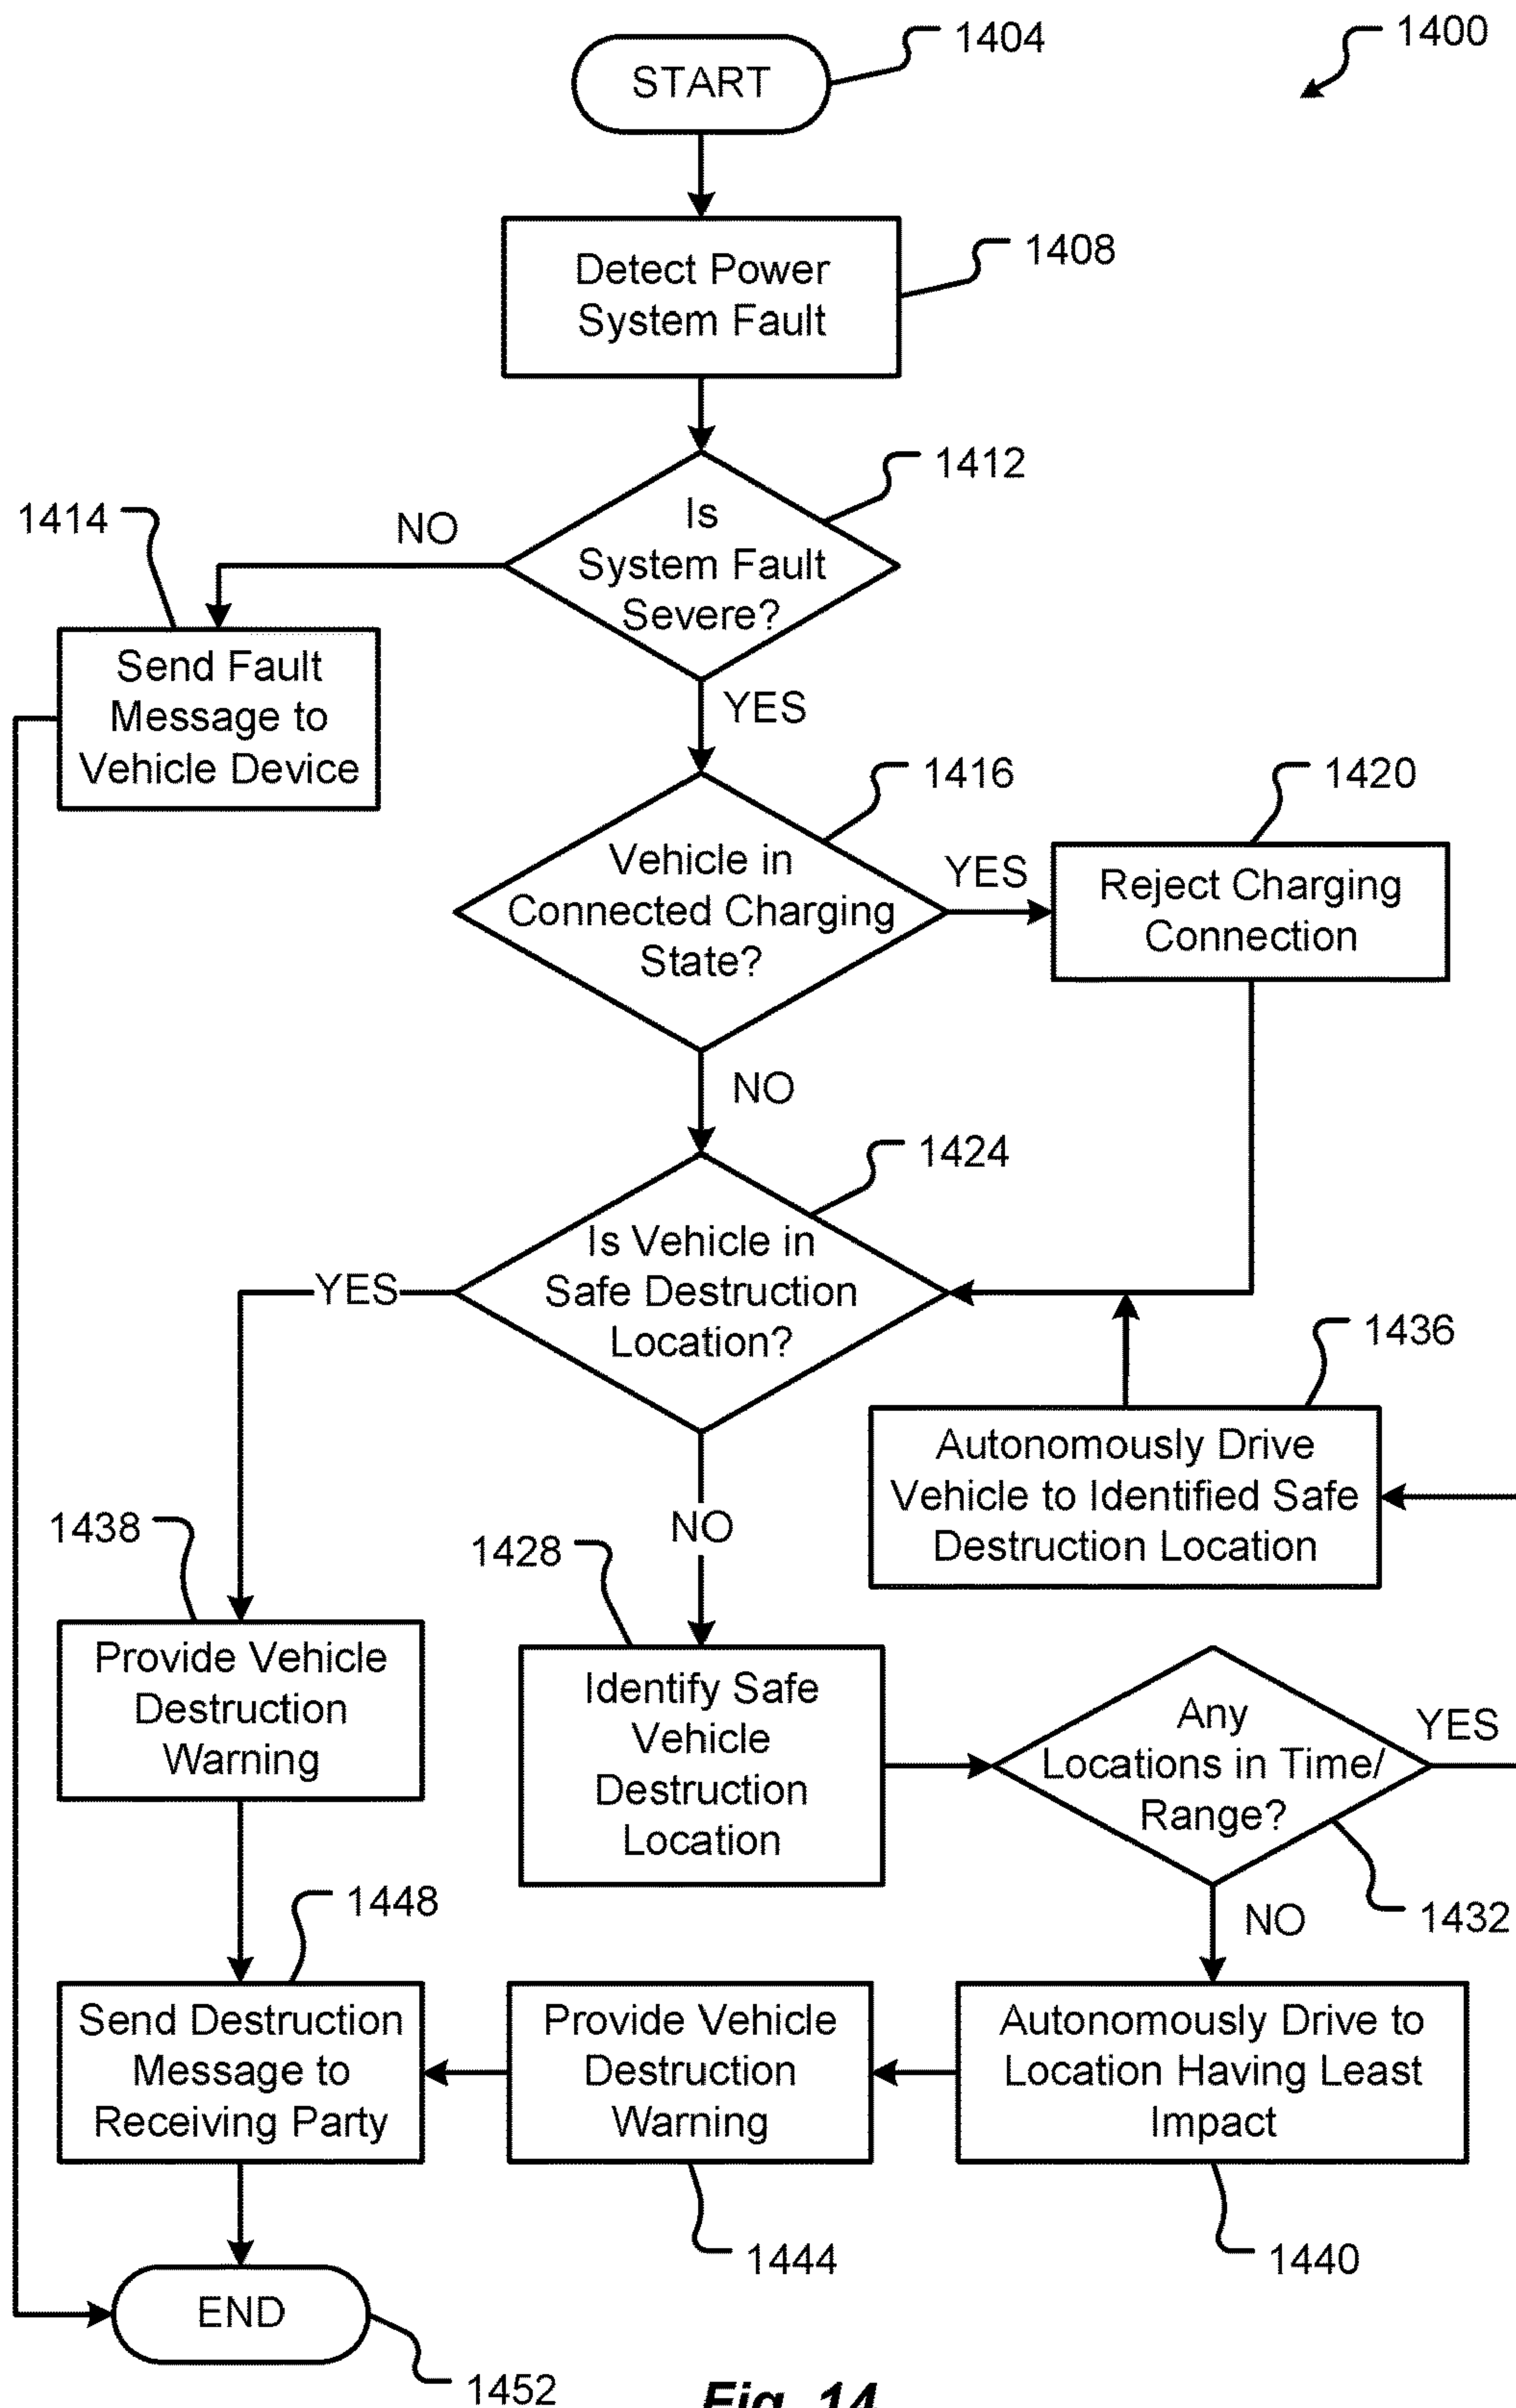 1404
1400
START
1408
Detect Power
System Fault
1412
1414
NO
Is
System Fault
Severe?
Send Fault
Message to
Vehicle Device
YES
1416
1420
Vehicle in
Connected Charging
State?
YES
Reject Charging
Connection
NO
1424
Is Vehicle in
Safe Destruction
Location?
YES
1436
Autonomously Drive
Vehicle to Identified Safe
Destruction Location
1438
NO
1428
Provide Vehicle
Destruction
Warning
Identify Safe
Vehicle
Destruction
Location
Any
Locations in Time/
Range?
YES
1432
NO
1448
Send Destruction
Message to
Receiving Party
Provide Vehicle
Destruction
Warning
Autonomously Drive to
Location Having Least
Impact
1444
1440
END
1452
Fig. 14